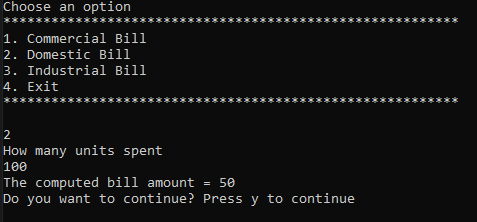 Choose an option
********************************************************
1. Commercial Bill
2. Domestic Bill
3. Industrial Bill
4. Exit
********************************************************
2
How many units spent
100
The computed bill amount = 50
Do you want to continue? Press y to continue